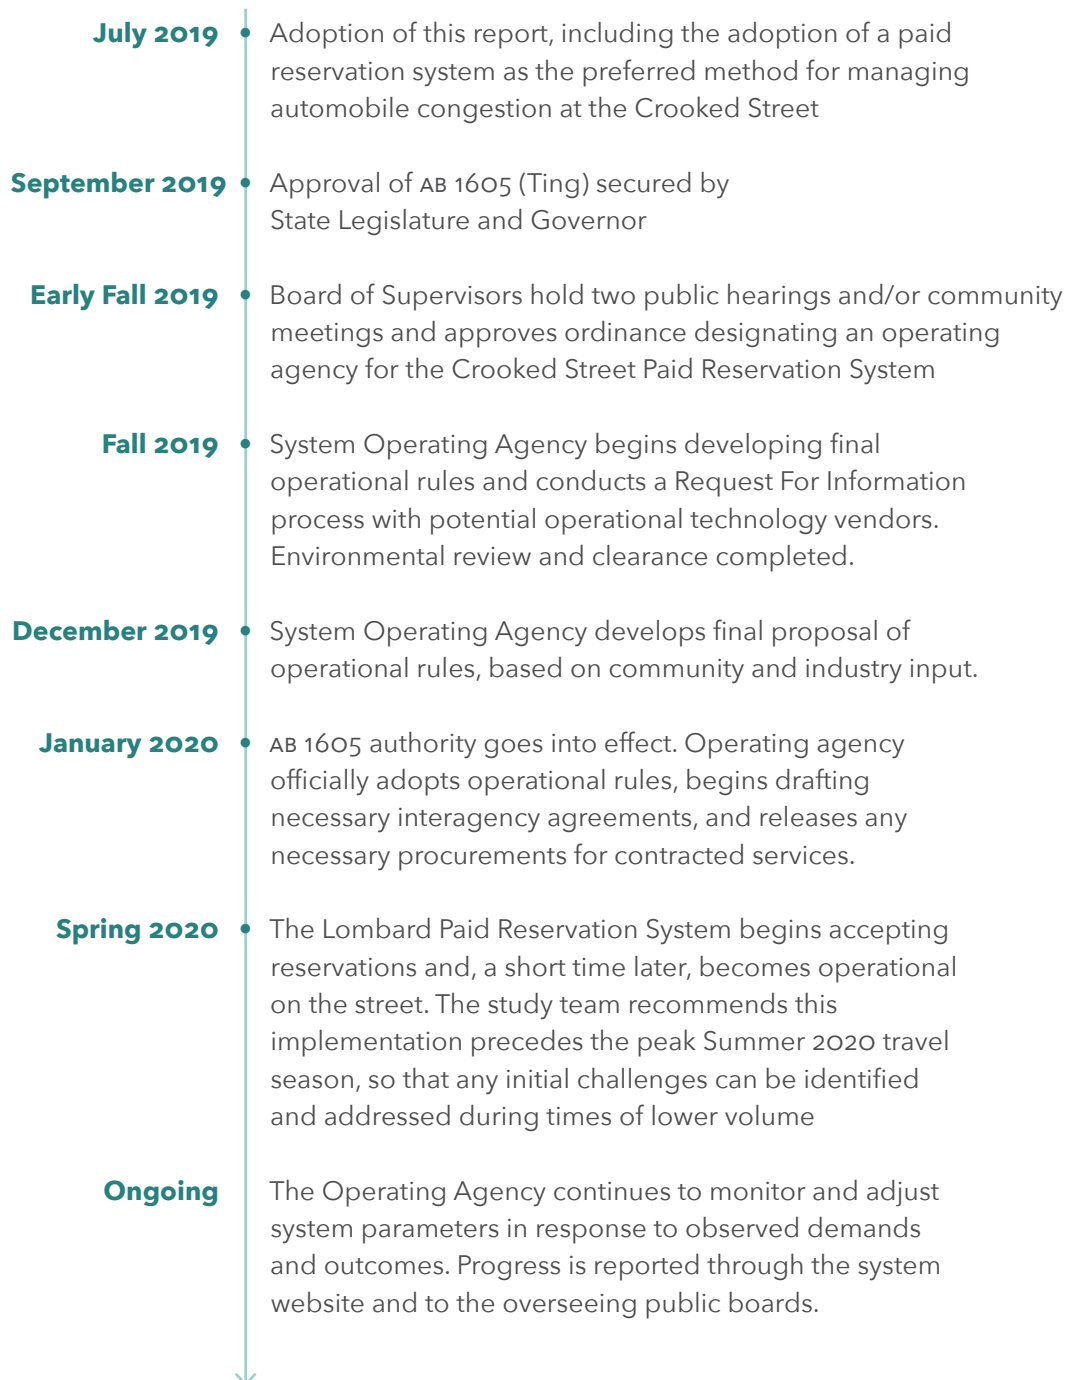 July 2019
Adoption of this report, including the adoption of a paid
reservation system as the preferred method for managing
automobile congestion at the Crooked Street
September 2019
Approval of AB 1605 (Ting) secured by
State Legislature and Governor
Early Fall 2019
Board of Supervisors hold two public hearings and/or community
meetings and approves ordinance designating an operating
agency for the Crooked Street Paid Reservation System
Fall 2019
System Operating Agency begins developing final
operational rules and conducts a Request For Information
process with potential operational technology vendors.
Environmental review and clearance completed.
December 2019
System Operating Agency develops final proposal of
operational rules, based on community and industry input.
January 2020
AB 1605 authority goes into effect. Operating agency
officially adopts operational rules, begins drafting
necessary interagency agreements, and releases any
necessary procurements for contracted services.
Spring 2020
The Lombard Paid Reservation System begins accepting
reservations and, a short time later, becomes operational
on the street. The study team recommends this
implementation precedes the peak Summer 2020 travel
season, so that any initial challenges can be identified
and addressed during times of lower volume
Ongoing
The Operating Agency continues to monitor and adjust
system parameters in response to observed demands
and outcomes. Progress is reported through the system
website and to the overseeing public boards.